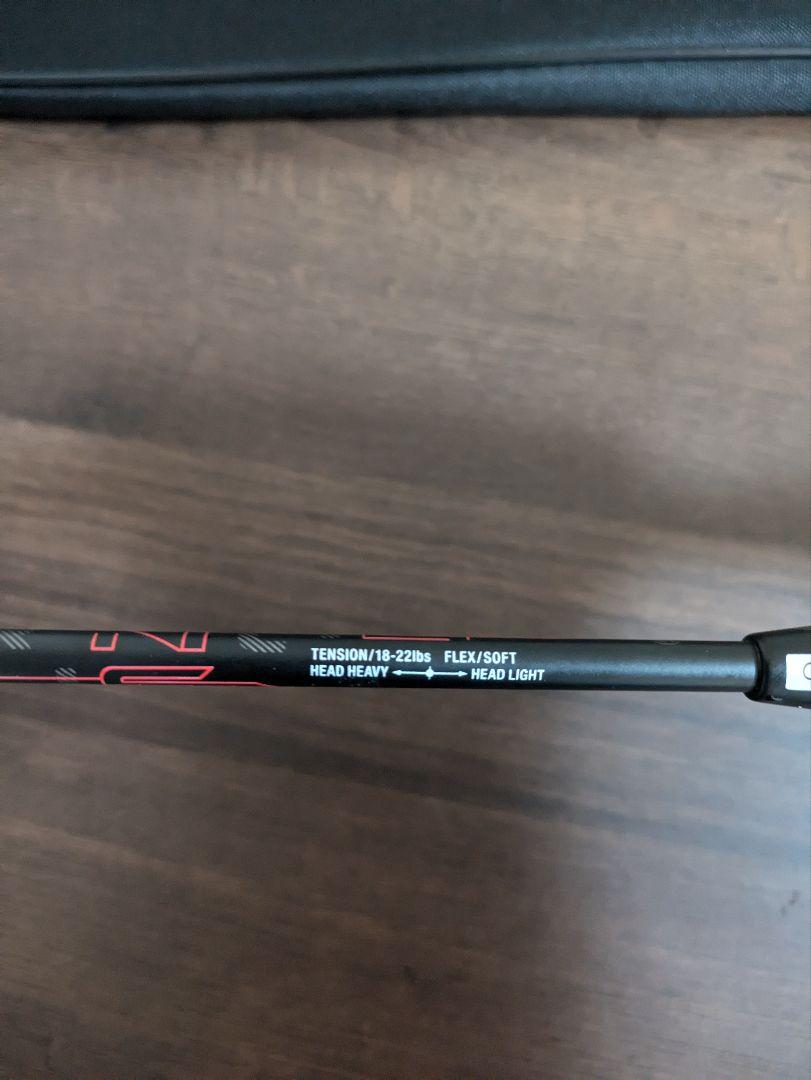 TENSION/18-22lbs FLEX/SOFT
HEAD HEAVY HEAD LIGHT